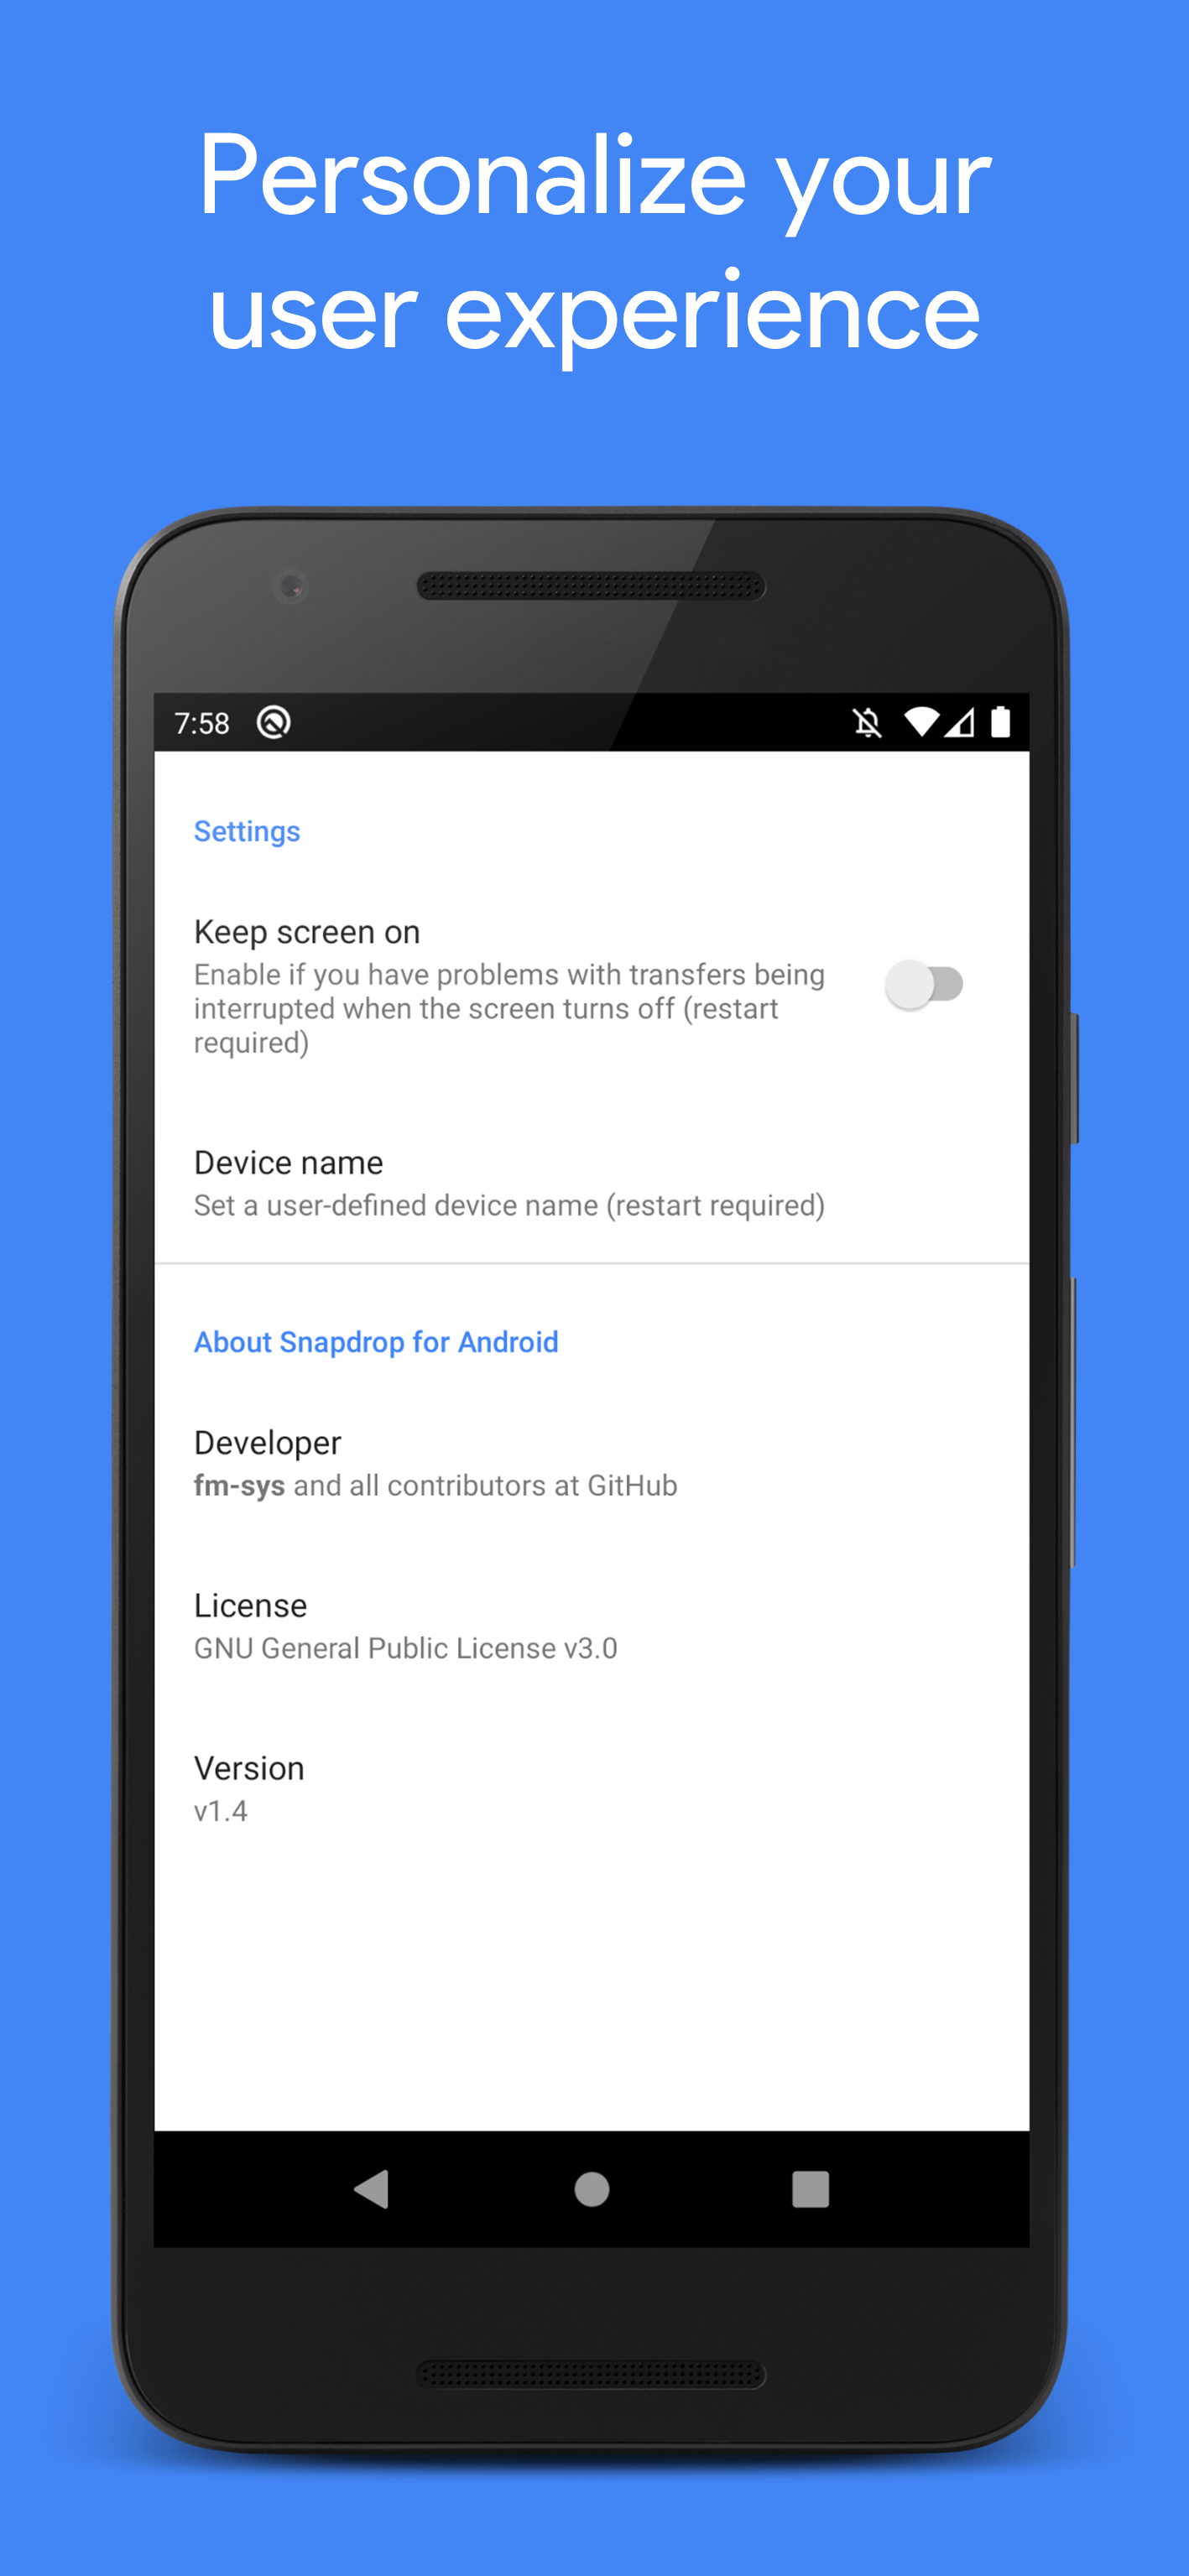 Personalize your
user experience
7:58
Settings
Keep screen on
Enable if you have problems with transfers being
interrupted when the screen turns off (restart
required)
Device name
Set a user-defined device name (restart required)
About Snapdrop for Android
Developer
fm-sys and all contributors at GitHub
License
GNU General Public License v3.0
Version
v1.4